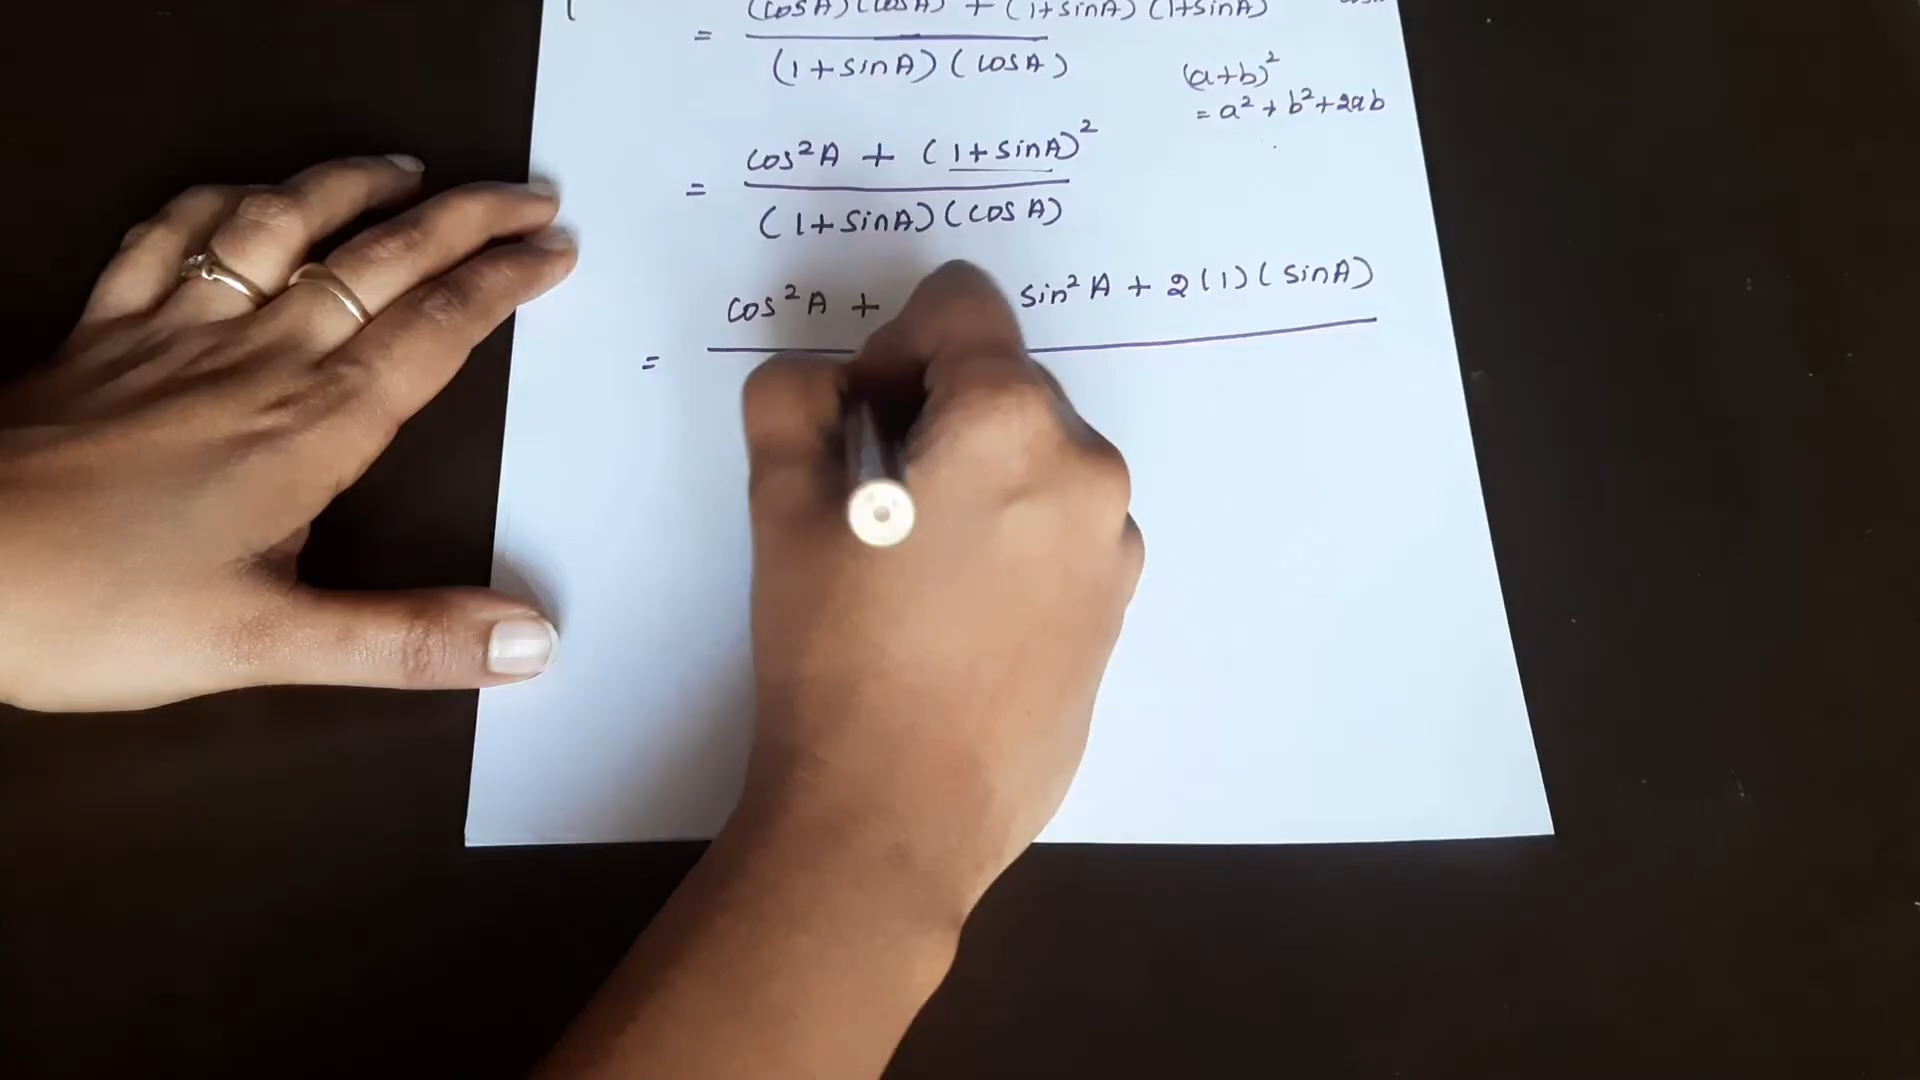 (cosA)(cosA) + (1+sinA)(1+sinA)
=
(1+sinA)(cosA)
(a+b)²
= a² + b² + 2ab
cos²A + (1+sinA)²
=
(1+sinA)(cosA)
cos²A + sin²A + 2(1)(sinA)
=